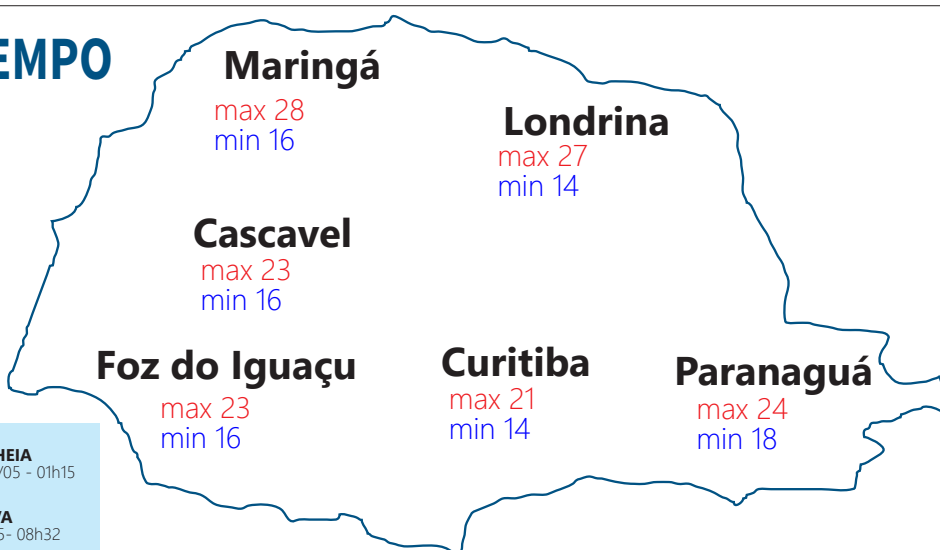 EMPO
Maringá
max 28
min 16
Londrina
max 27
min 14
Cascavel
max 23
min 16
Foz do Iguaçu
max 23
min 16
Curitiba
max 21
min 14
Paranaguá
max 24
min 18
HEIA
/05 - 01h15
VA
5- 08h32